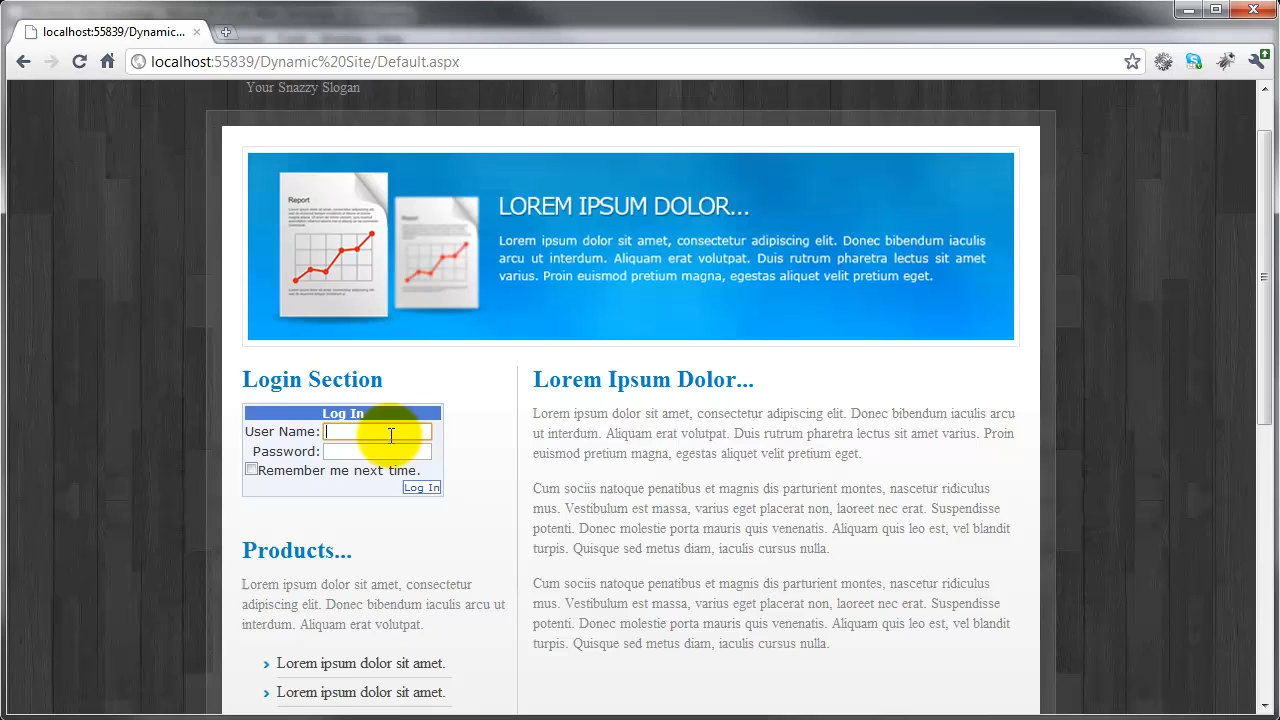 localhost:55839/Dynamic...
localhost:55839/Dynamic%20Site/Default.aspx
Your Snazzy Slogan
Report
Report
LOREM IPSUM DOLOR...
Lorem ipsum dolor sit amet, consectetur adipiscing elit. Donec bibendum iaculis
arcu ut interdum. Aliquam erat volutpat. Duis rutrum pharetra lectus sit amet
varius. Proin euismod pretium magna, egestas aliquet velit pretium eget.
Login Section
Log In
User Name:
Password:
Remember me next time.
Log In
Products...
Lorem ipsum dolor sit amet, consectetur
adipiscing elit. Donec bibendum iaculis arcu ut
interdum. Aliquam erat volutpat.
Lorem ipsum dolor sit amet.
Lorem ipsum dolor sit amet.
Lorem Ipsum Dolor...
Lorem ipsum dolor sit amet, consectetur adipiscing elit. Donec bibendum iaculis arcu
ut interdum. Aliquam erat volutpat. Duis rutrum pharetra lectus sit amet varius. Proin
euismod pretium magna, egestas aliquet velit pretium eget.
Cum sociis natoque penatibus et magnis dis parturient montes, nascetur ridiculus
mus. Vestibulum est massa, varius eget placerat non, laoreet nec erat. Suspendisse
potenti. Donec molestie porta mauris quis venenatis. Aliquam quis leo est, vel blandit
turpis. Quisque sed metus diam, iaculis cursus nulla.
Cum sociis natoque penatibus et magnis dis parturient montes, nascetur ridiculus
mus. Vestibulum est massa, varius eget placerat non, laoreet nec erat. Suspendisse
potenti. Donec molestie porta mauris quis venenatis. Aliquam quis leo est, vel blandit
turpis. Quisque sed metus diam, iaculis cursus nulla.